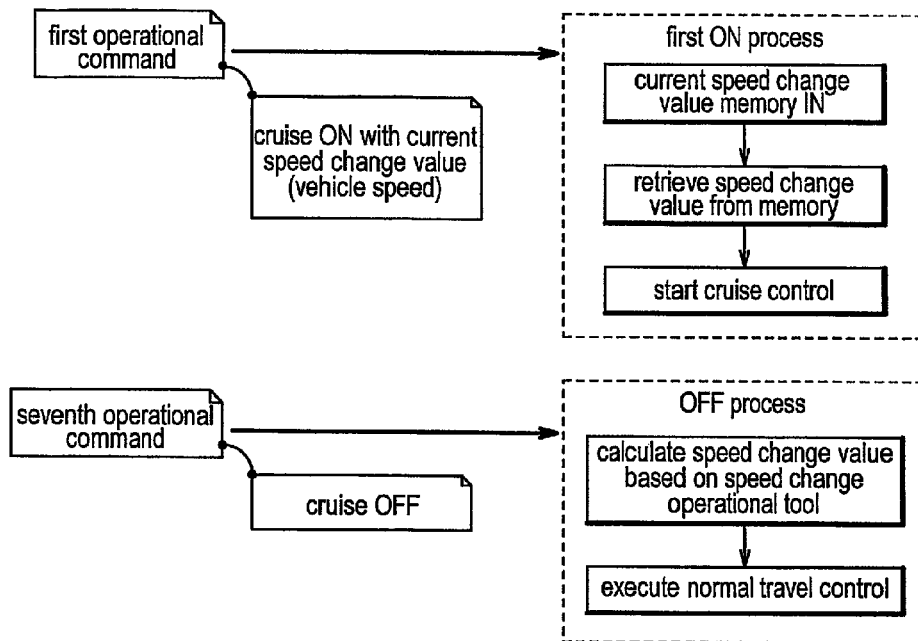 first operational
command
cruise ON with current
speed change value
(vehicle speed)
first ON process
current speed change
value memory IN
retrieve speed change
value from memory
start cruise control
seventh operational
command
cruise OFF
OFF process
calculate speed change value
based on speed change
operational tool
execute normal travel control